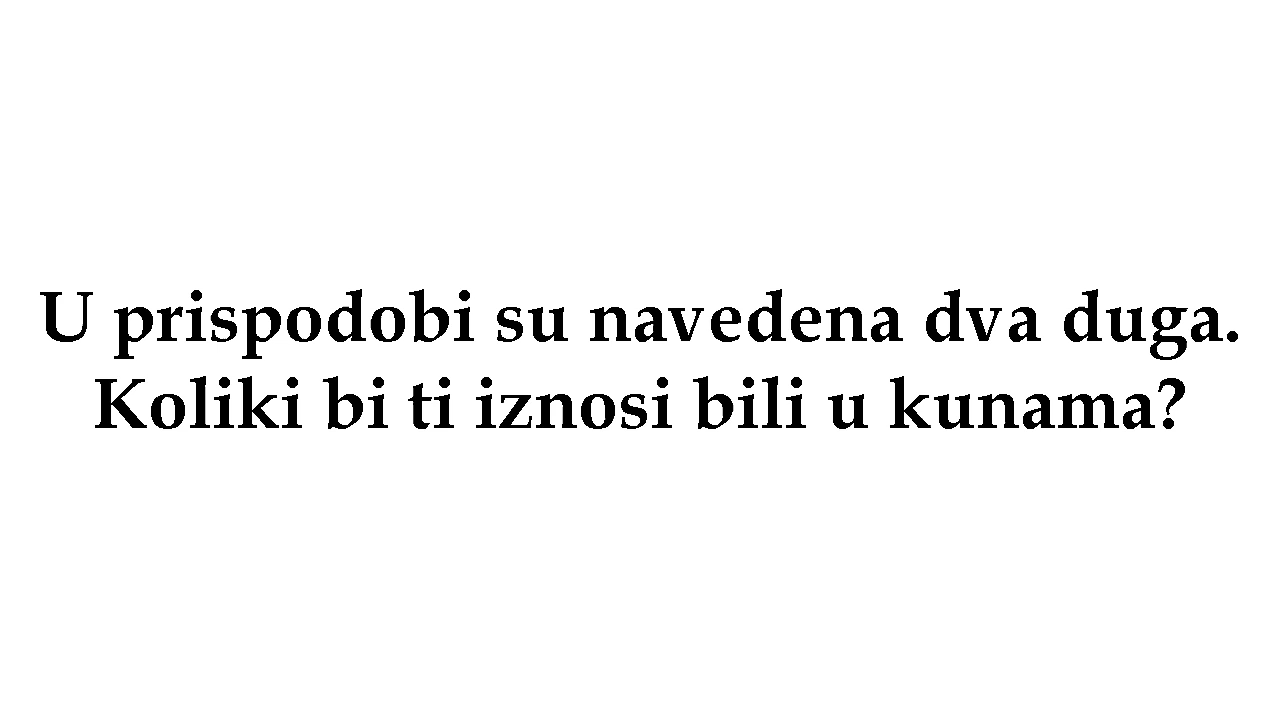 U prispodobi su navedena dva duga.
Koliki bi ti iznosi bili u kunama?